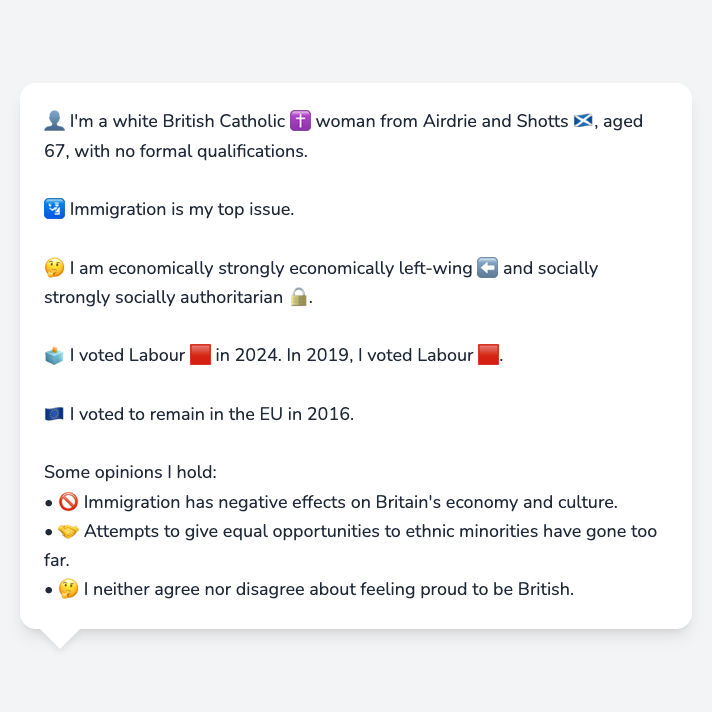 👤 I'm a white British Catholic ✝️ woman from Airdrie and Shotts 🏴󠁧󠁢󠁳󠁣󠁴󠁿, aged
67, with no formal qualifications.
🛂 Immigration is my top issue.
🤔 I am economically strongly economically left-wing ⬅️ and socially
strongly socially authoritarian 🔒.
🗳️ I voted Labour 🟥 in 2024. In 2019, I voted Labour 🟥.
🇪🇺 I voted to remain in the EU in 2016.
Some opinions I hold:
• 🚫 Immigration has negative effects on Britain's economy and culture.
• 🤝 Attempts to give equal opportunities to ethnic minorities have gone too
far.
• 🤔 I neither agree nor disagree about feeling proud to be British.